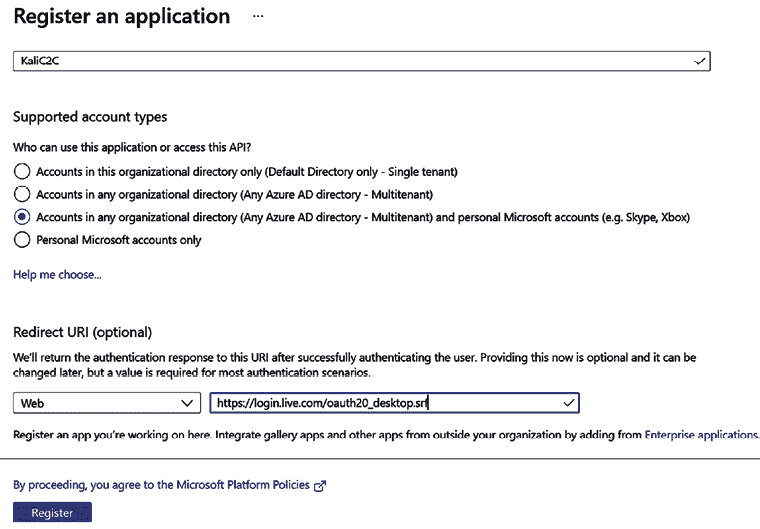 Register an application ...
KaliC2C
Supported account types
Who can use this application or access this API?
Accounts in this organizational directory only (Default Directory only - Single tenant)
Accounts in any organizational directory (Any Azure AD directory - Multitenant)
Accounts in any organizational directory (Any Azure AD directory - Multitenant) and personal Microsoft accounts (e.g. Skype, Xbox)
Personal Microsoft accounts only
Help me choose...
Redirect URI (optional)
We'll return the authentication response to this URI after successfully authenticating the user. Providing this now is optional and it can be
changed later, but a value is required for most authentication scenarios.
Web https://login.live.com/oauth20_desktop.srf
Register an app you're working on here. Integrate gallery apps and other apps from outside your organization by adding from Enterprise applications.
By proceeding, you agree to the Microsoft Platform Policies
Register